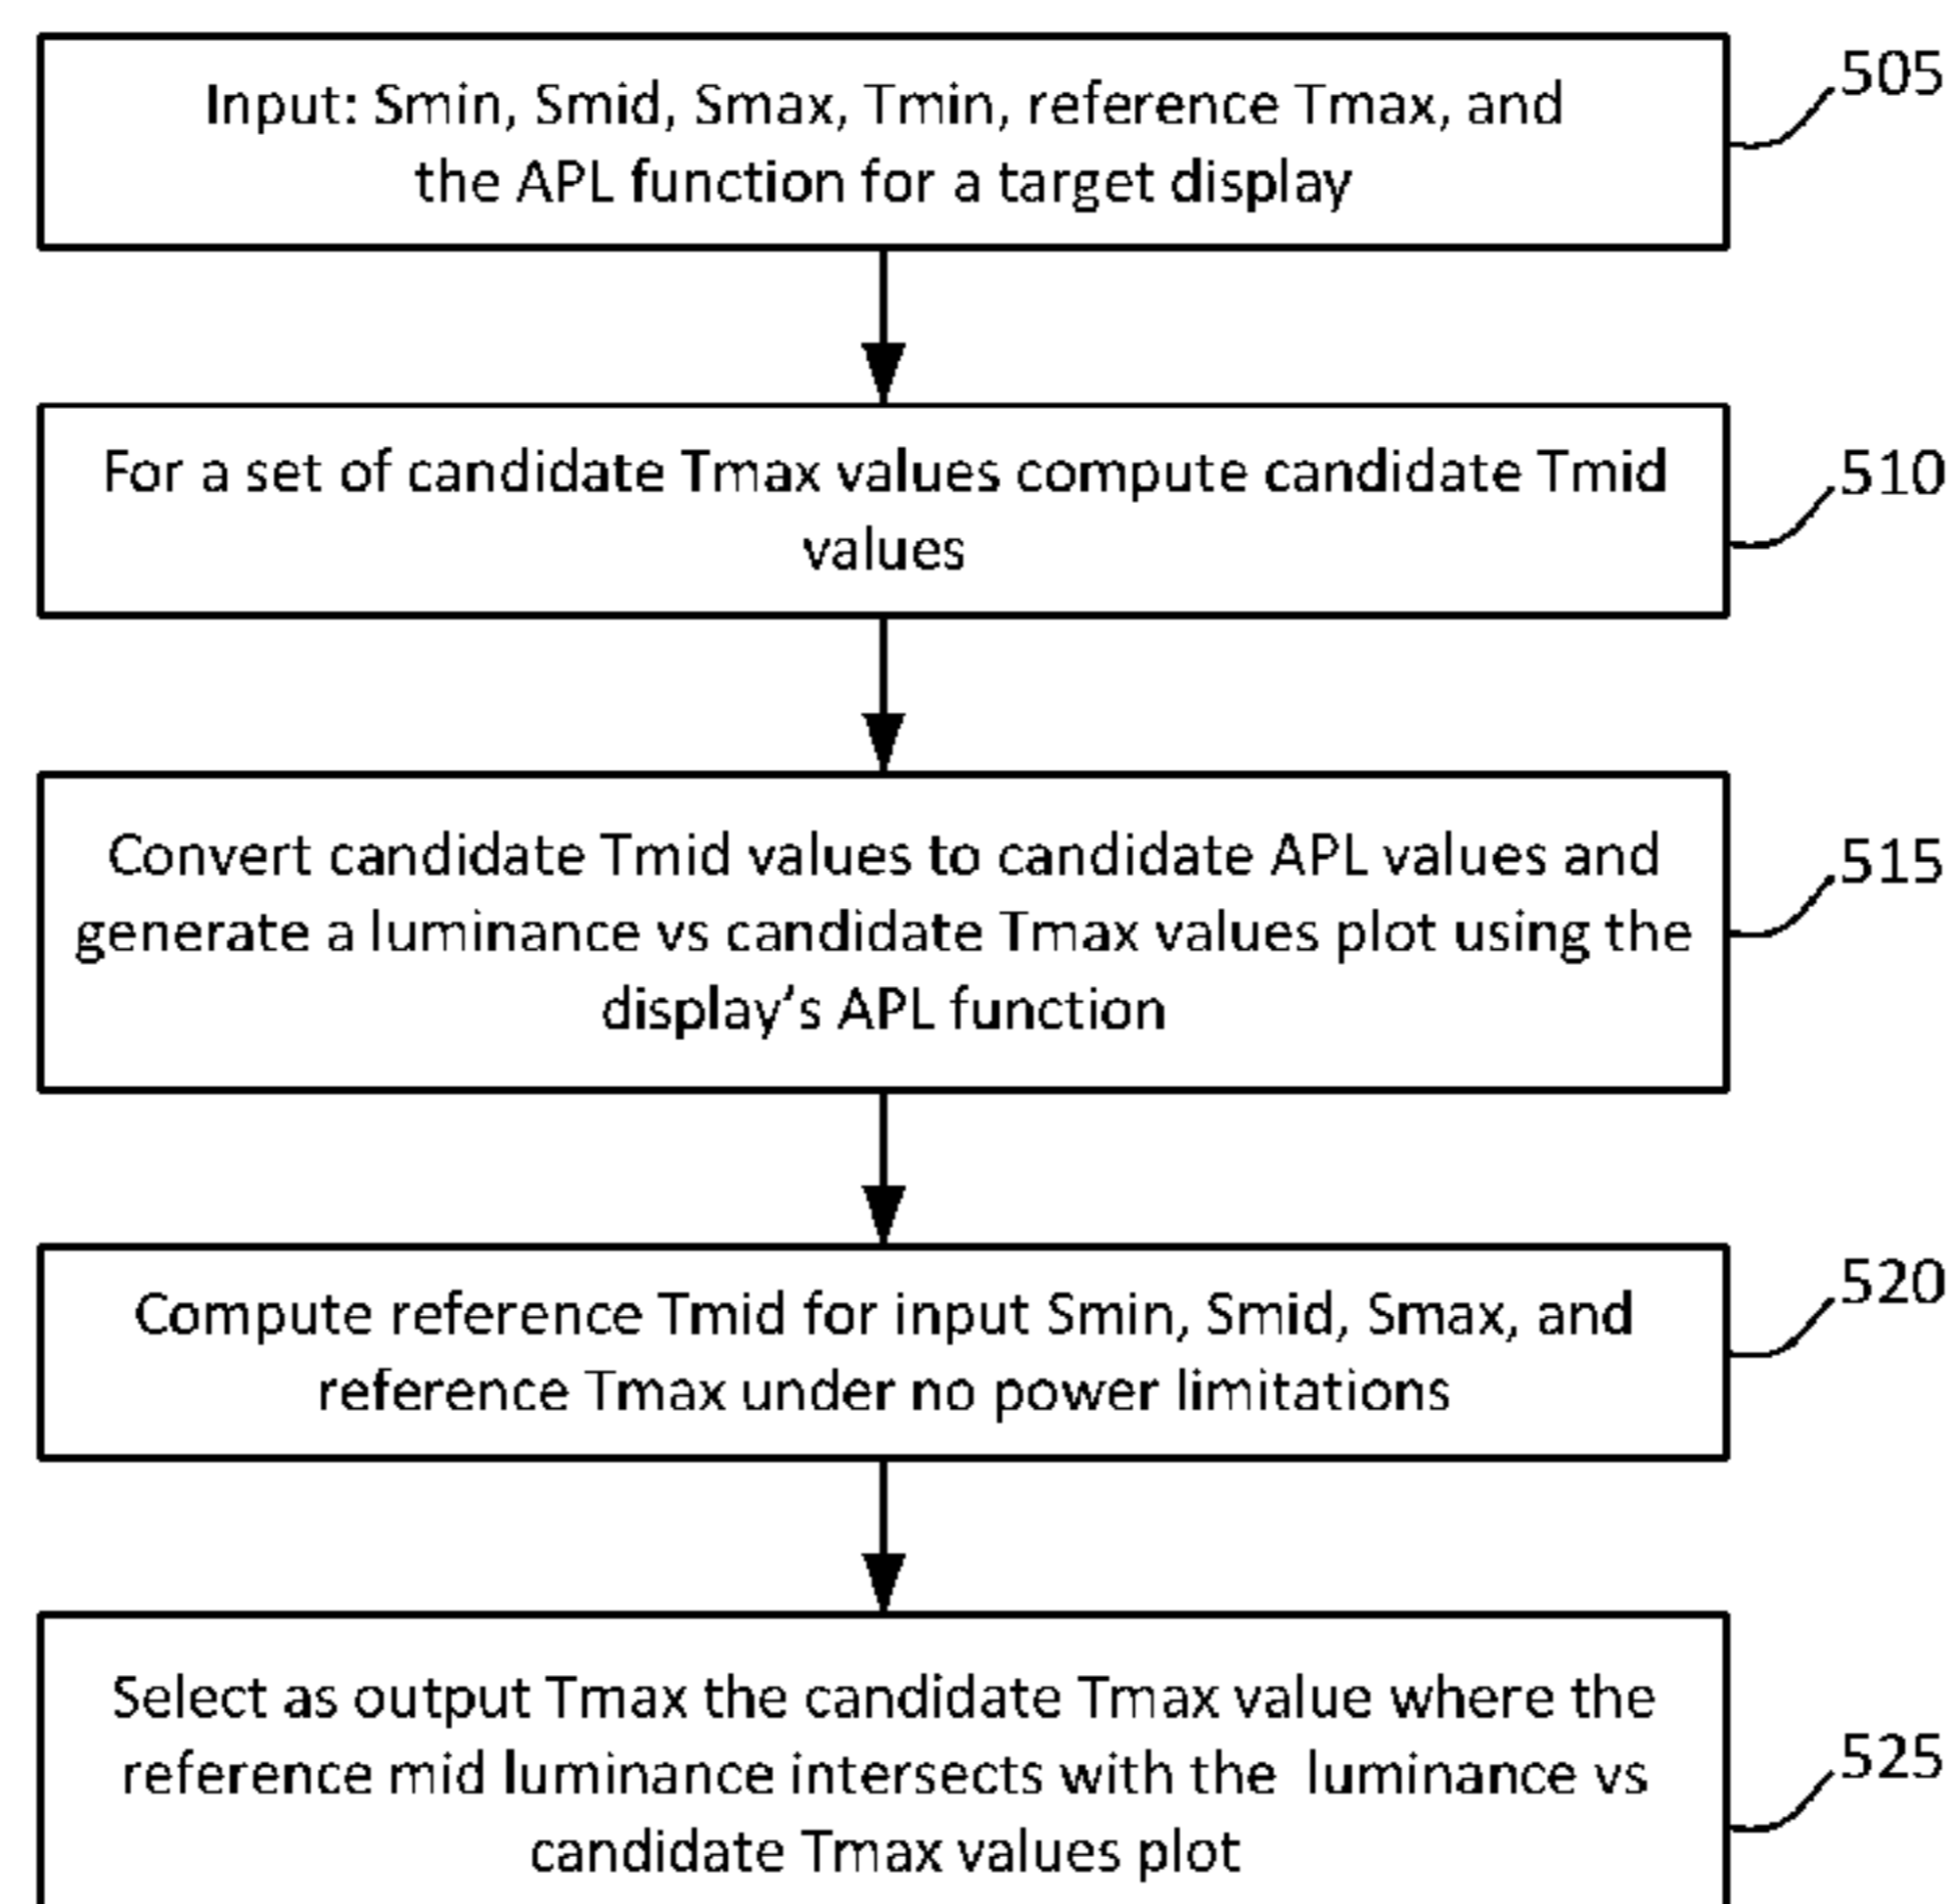 Input: Smin, Smid, Smax, Tmin, reference Tmax, and
the APL function for a target display
505
For a set of candidate Tmax values compute candidate Tmid
values
510
Convert candidate Tmid values to candidate APL values and
generate a luminance vs candidate Tmax values plot using the
display's APL function
515
Compute reference Tmid for input Smin, Smid, Smax, and
reference Tmax under no power limitations
520
Select as output Tmax the candidate Tmax value where the
reference mid luminance intersects with the luminance vs
candidate Tmax values plot
525